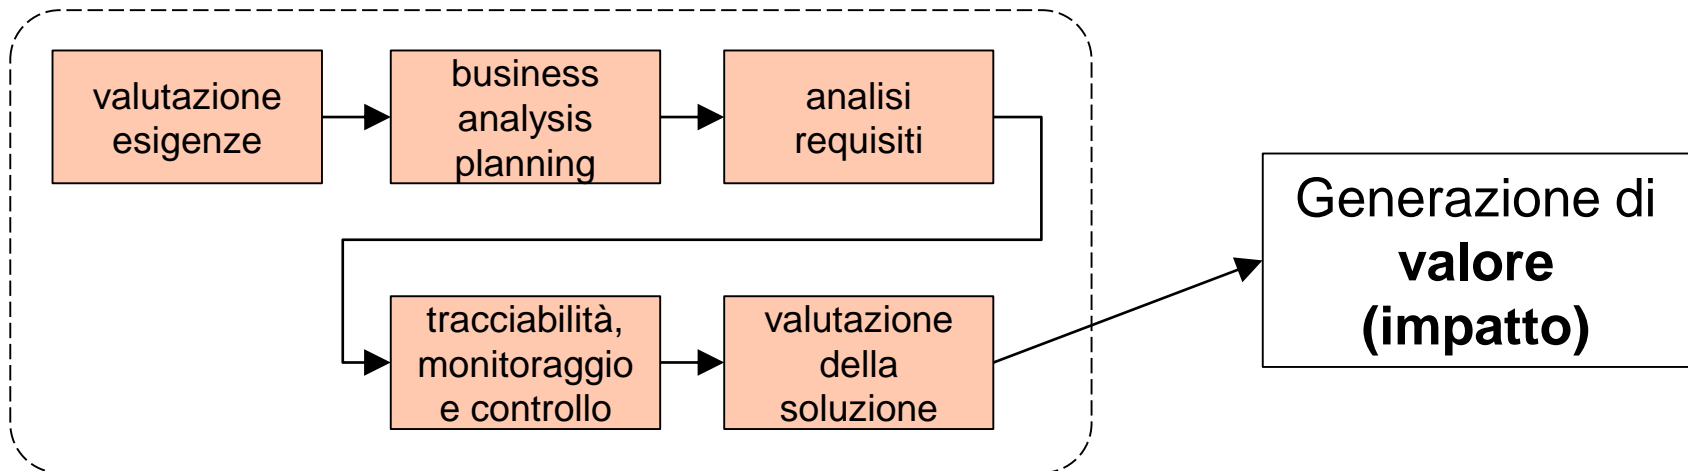 valutazione
esigenze
business
analysis
planning
analisi
requisiti
tracciabilità,
monitoraggio
e controllo
valutazione
della
soluzione
Generazione di
valore
(impatto)